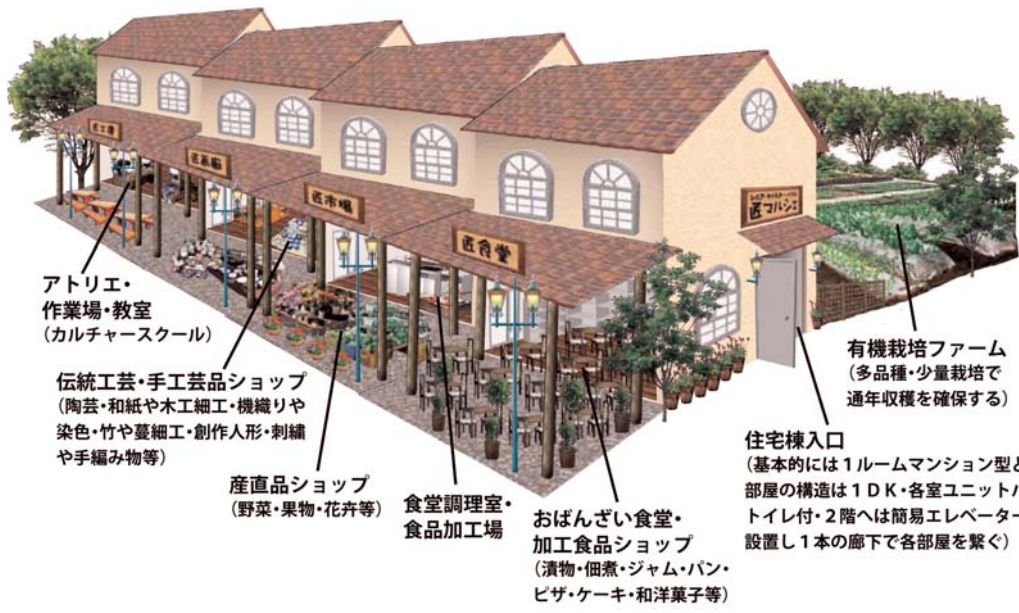 匠工房
匠画廊
匠市場
匠食堂
匠マルシェ
アトリエ・
作業場・教室
(カルチャースクール)
伝統工芸・手工芸品ショップ
(陶芸・和紙や木工細工・機織りや
染色・竹や蔓細工・創作人形・刺繍
や手編み物等)
産直品ショップ
(野菜・果物・花卉等)
食堂調理室・
食品加工場
おばんざい食堂・
加工食品ショップ
(漬物・佃煮・ジャム・パン・
ピザ・ケーキ・和洋菓子等)
有機栽培ファーム
(多品種・少量栽培で
通年収穫を確保する)
住宅棟入口
(基本的には1ルームマンション型と
部屋の構造は1DK・各室ユニットバ
トイレ付・2階へは簡易エレベーター
設置し1本の廊下で各部屋を繋ぐ)